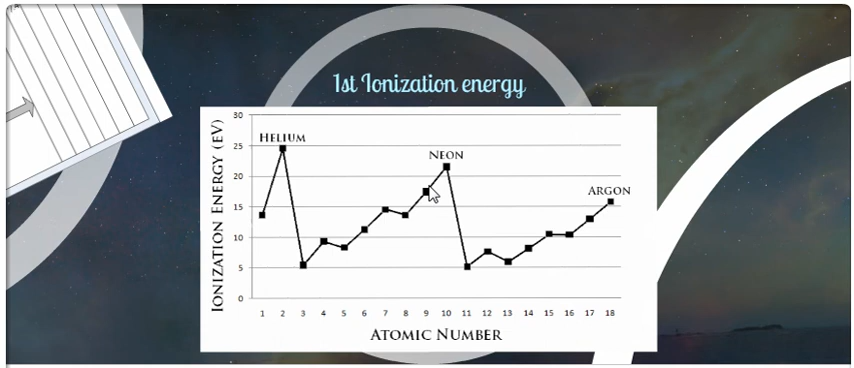 1st Ionization energy
30
25
20
15
10
5
0
IONIZATION ENERGY (EV)
HELIUM
NEON
ARGON
1 2 3 4 5 6 7 8 9 10 11 12 13 14 15 16 17 18
ATOMIC NUMBER